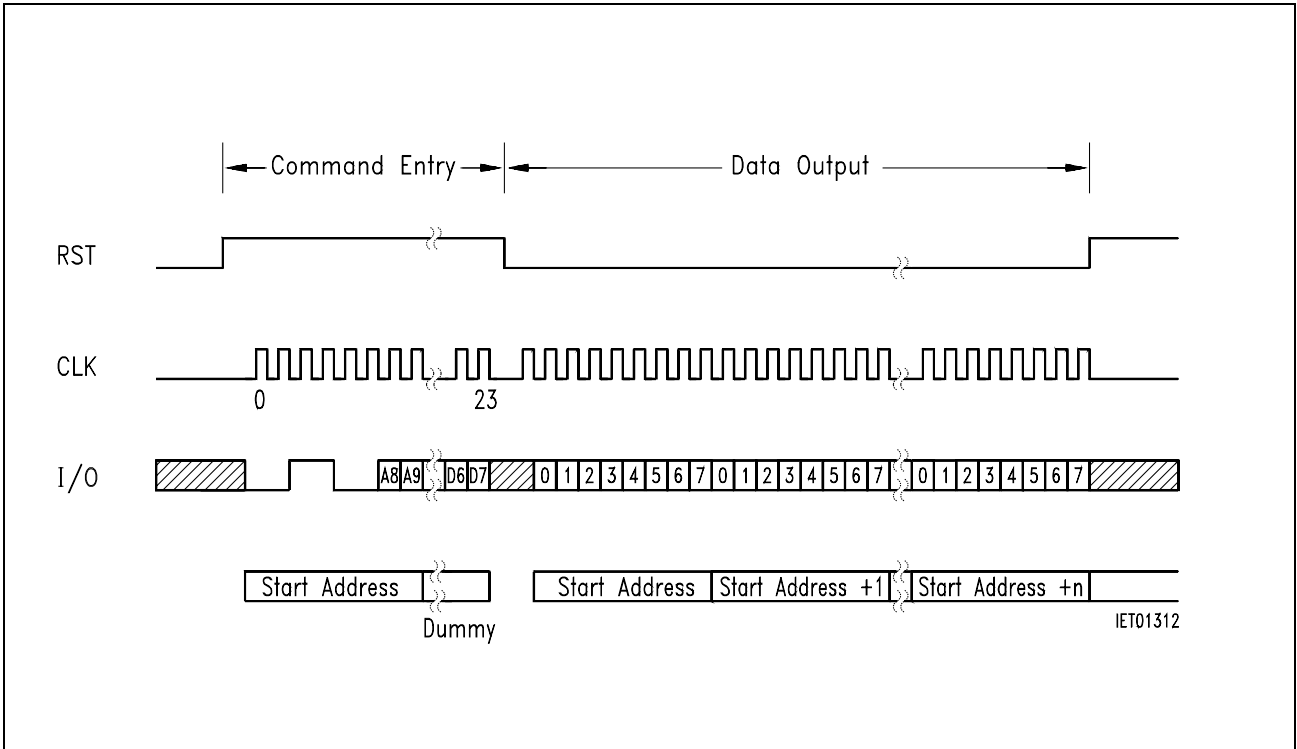 Command Entry
Data Output
RST
CLK
0
23
I/O
A8 A9 D6 D7 0 1 2 3 4 5 6 7 0 1 2 3 4 5 6 7 0 1 2 3 4 5 6 7
Start Address
Start Address
Start Address +1
Start Address +n
Dummy
IET01312